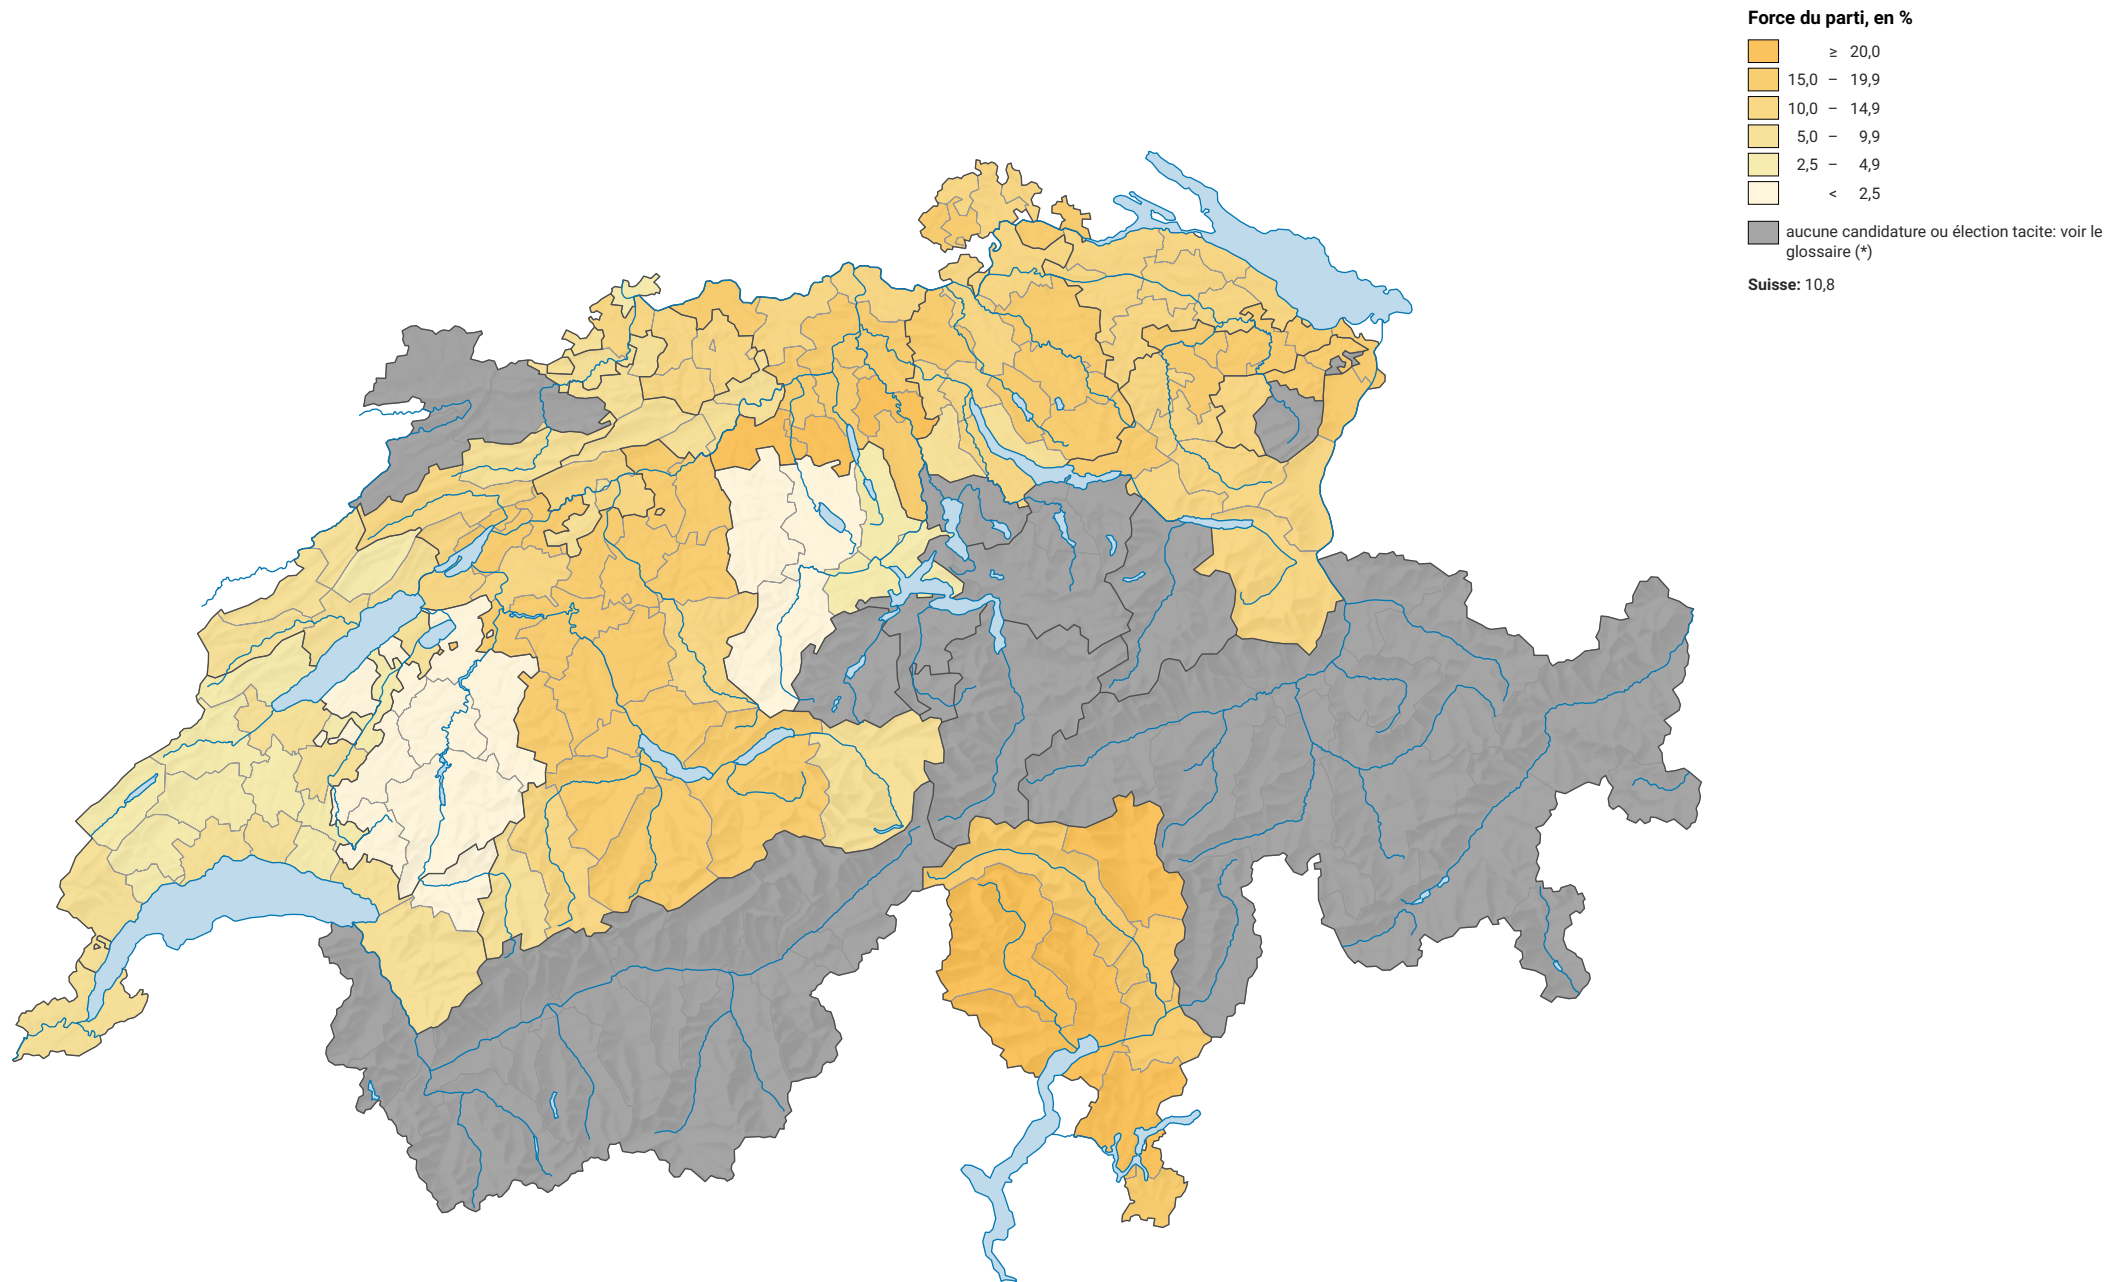 Force du parti, en %
≥ 20,0
15,0 – 19,9
10,0 – 14,9
5,0 – 9,9
2,5 – 4,9
< 2,5
aucune candidature ou élection tacite: voir le
glossaire (*)
Suisse: 10,8